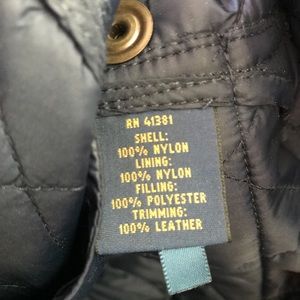 RN 41381
SHELL:
100% NYLON
LINING:
100% NYLON
FILLING:
100% POLYESTER
TRIMMING:
100% LEATHER